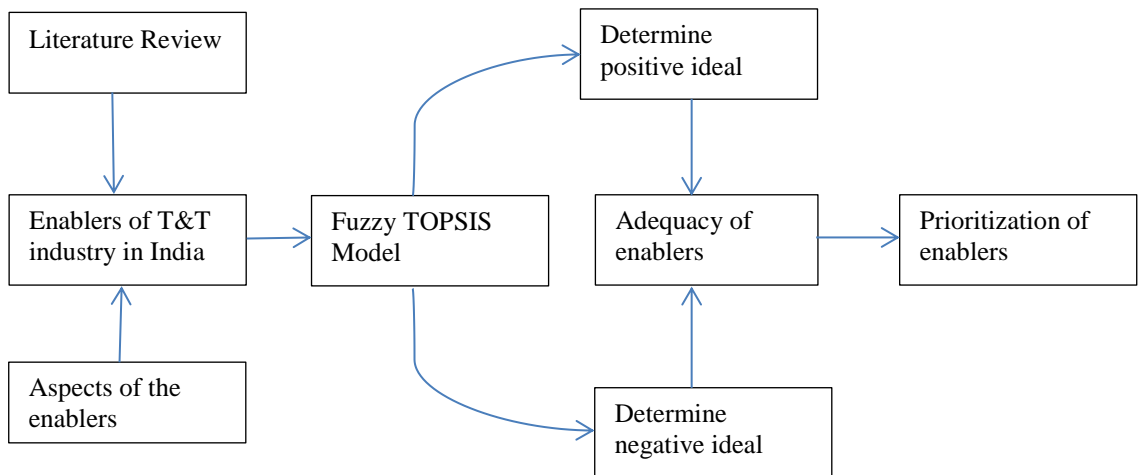 Literature Review
Determine
positive ideal
Enablers of T&T
industry in India
Fuzzy TOPSIS
Model
Adequacy of
enablers
Prioritization of
enablers
Aspects of the
enablers
Determine
negative ideal